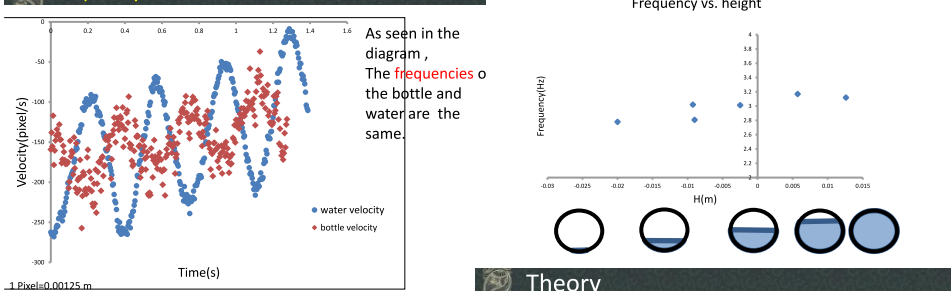 0
0.2
0.4
0.6
0.8
1
1.2
1.4
1.6
0
-50
-100
-150
-200
-250
-300
Velocity(pixel/s)
water velocity
bottle velocity
Time(s)
1 Pixel=0.00125 m
As seen in the
diagram ,
The frequencies o
the bottle and
water are the
same.
Frequency vs. height
Frequency(Hz)
4
3.8
3.6
3.4
3.2
3
2.8
2.6
2.4
2.2
2
-0.03
-0.025
-0.02
-0.015
-0.01
-0.005
0
0.005
0.01
0.015
H(m)
Theory